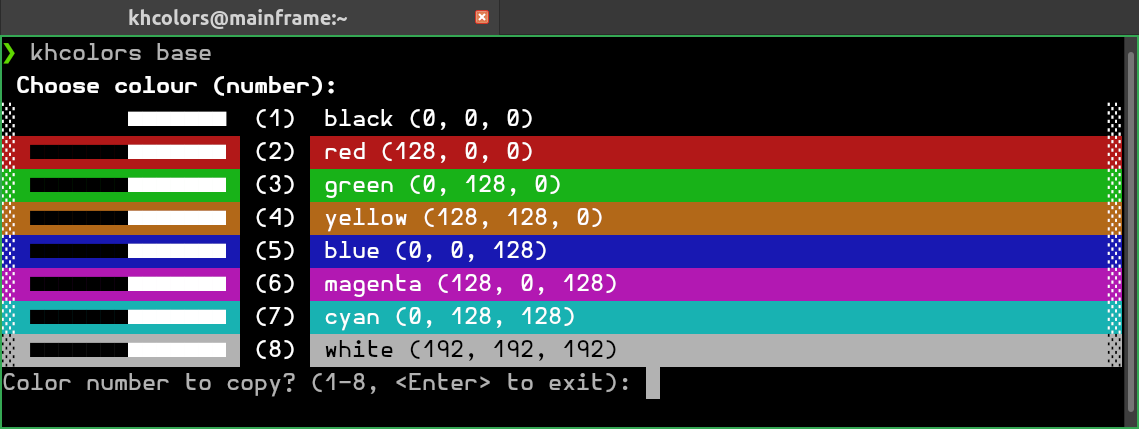 khcolors@mainframe:~
❯ khcolors base
Choose colour (number):
(1) black (0, 0, 0)
(2) red (128, 0, 0)
(3) green (0, 128, 0)
(4) yellow (128, 128, 0)
(5) blue (0, 0, 128)
(6) magenta (128, 0, 128)
(7) cyan (0, 128, 128)
(8) white (192, 192, 192)
Color number to copy? (1-8, <Enter> to exit):